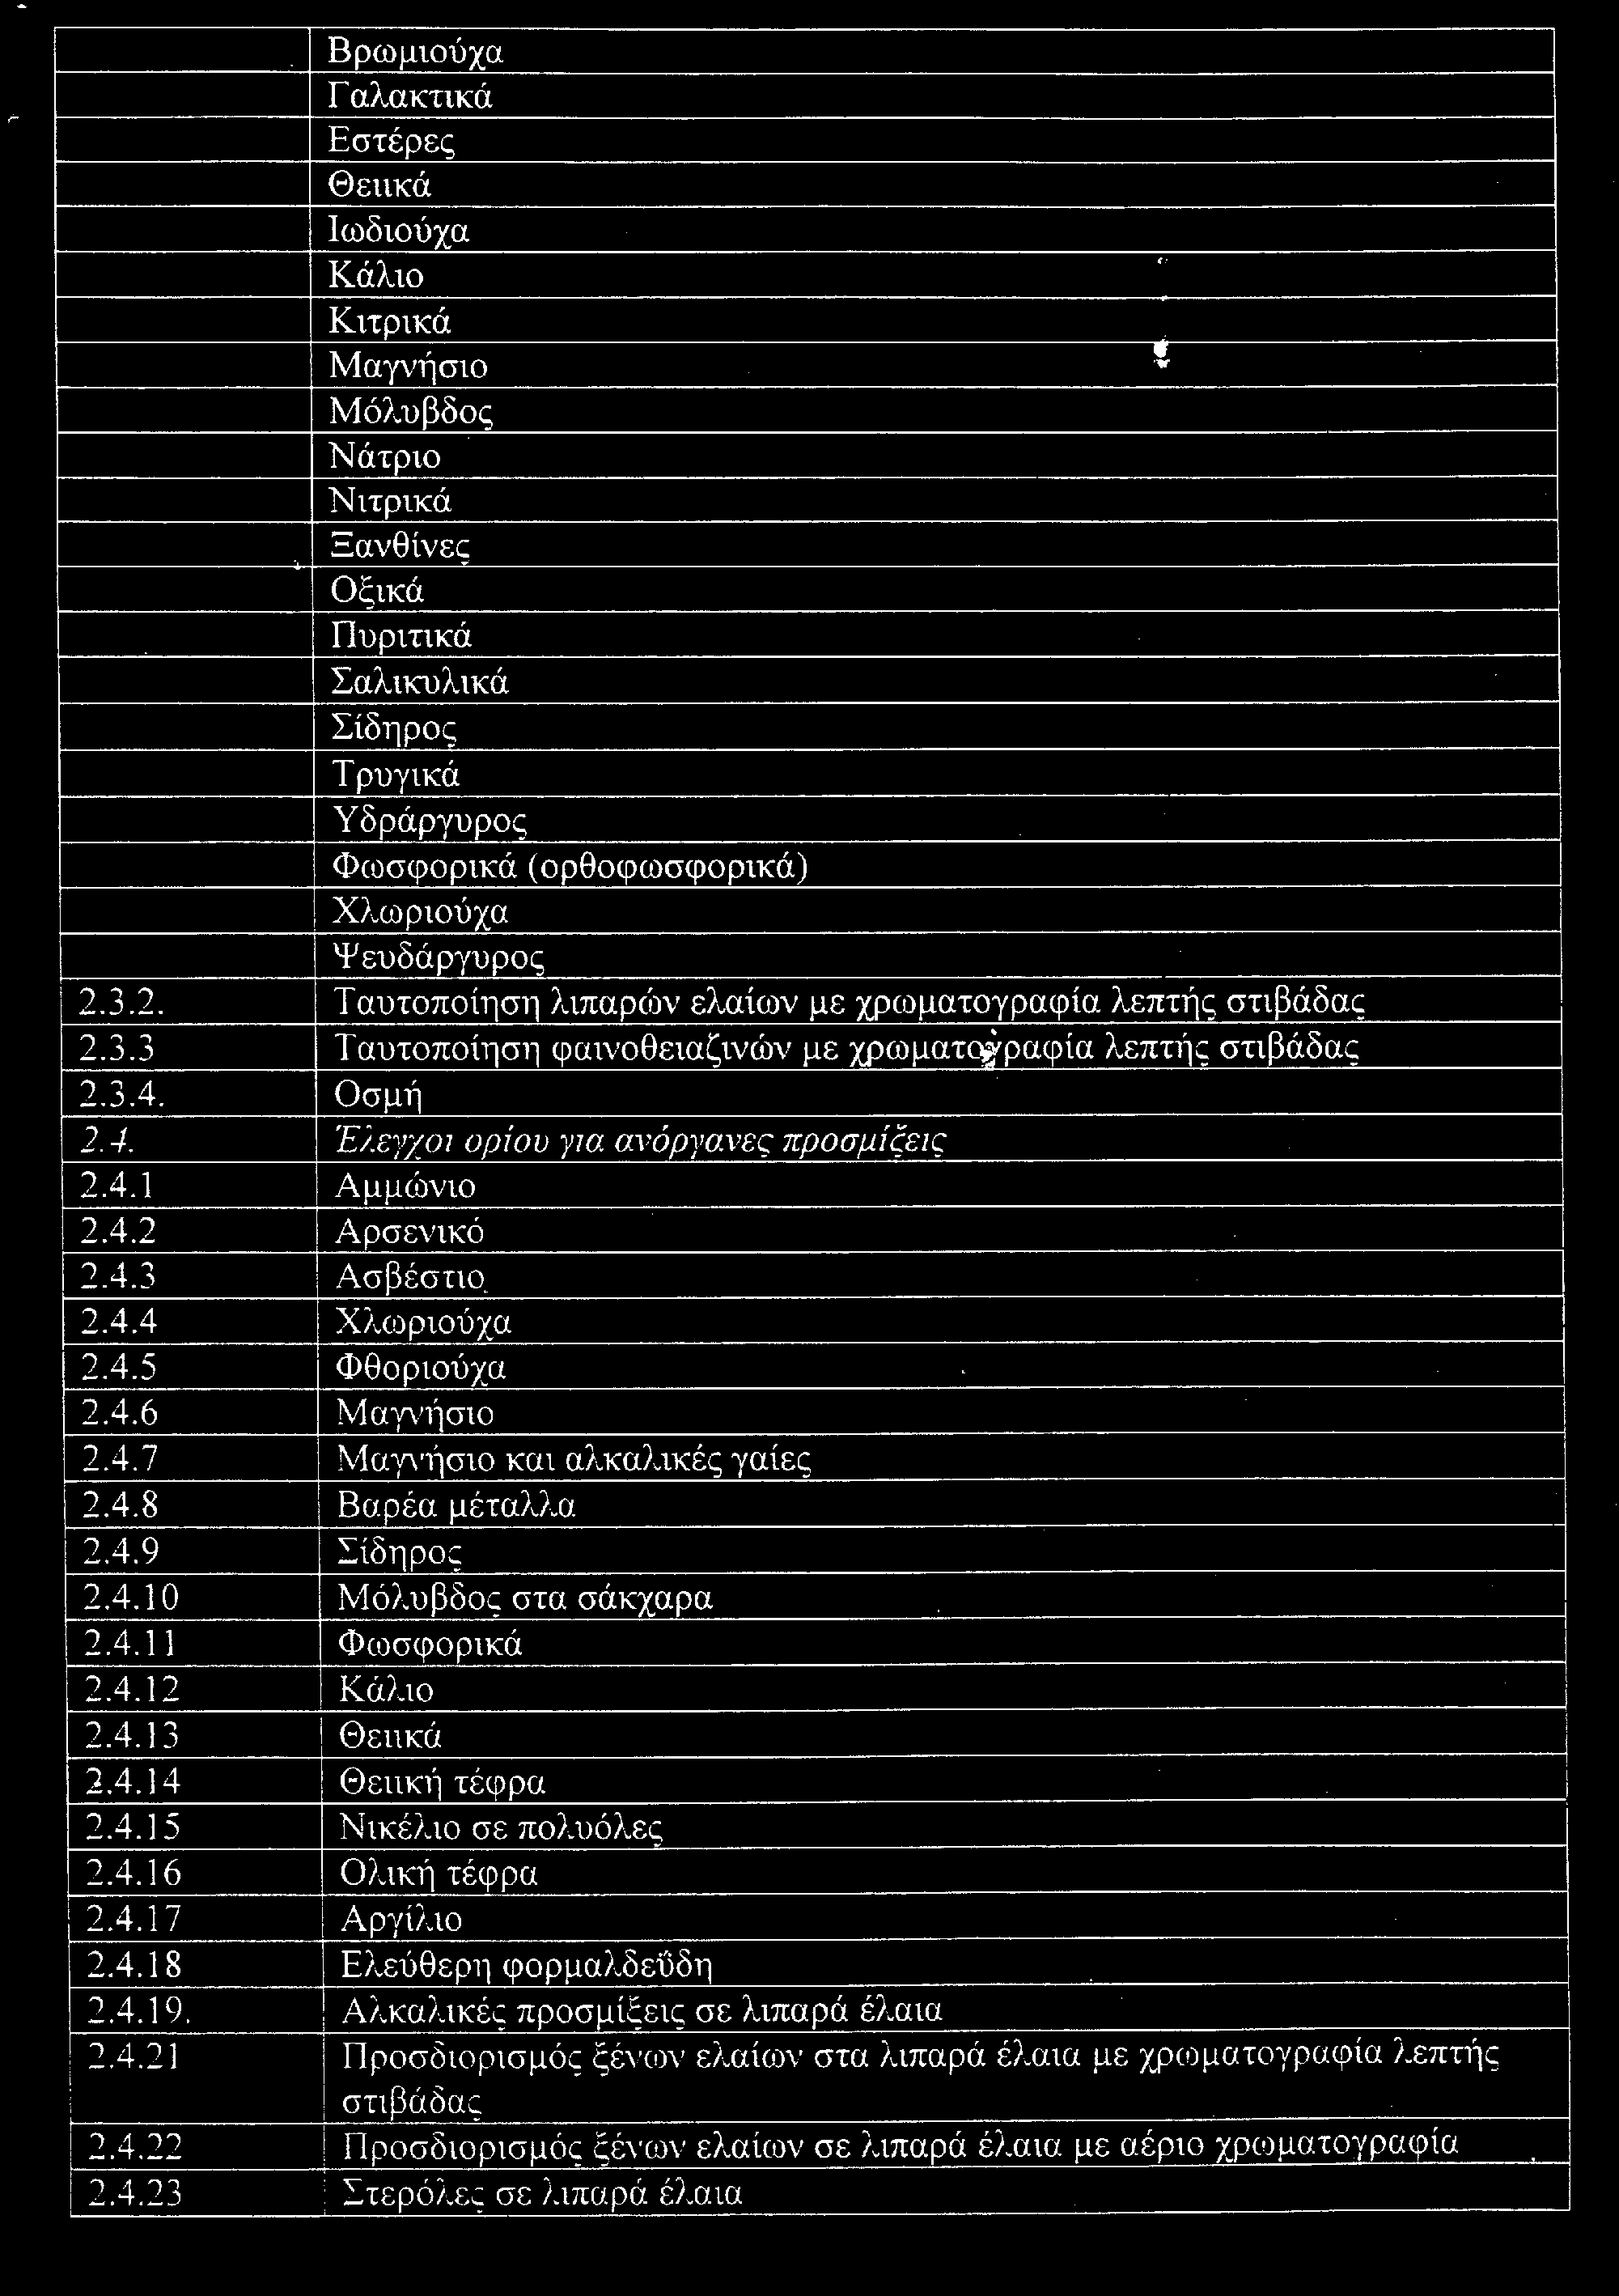 Βρωμιούχα
Γαλακτικά
Εστέρες
Θειικά
Ιωδιούχα
Κάλιο
Κιτρικά
Μαγνήσιο
Μόλυβδος
Νάτριο
Νιτρικά
Ξανθίνες
Οξικά
Πυριτικά
Σαλικυλικά
Σίδηρος
Τρυγικά
Υδράργυρος
Φωσφορικά (ορθοφωσφορικά)
Χλωριούχα
Ψευδάργυρος
2.3.2. Ταυτοποίηση λιπαρών ελαίων με χρωματογραφία λεπτής στιβάδας
2.3.3 Ταυτοποίηση φαινοθειαζινών με χρωματογραφία λεπτής στιβάδας
2.3.4. Οσμή
2.4. Έλεγχοι ορίου για ανόργανες προσμίξεις
2.4.1 Αμμώνιο
2.4.2 Αρσενικό
2.4.3 Ασβέστιο
2.4.4 Χλωριούχα
2.4.5 Φθοριούχα
2.4.6 Μαγνήσιο
2.4.7 Μαγνήσιο και αλκαλικές γαίες
2.4.8 Βαρέα μέταλλα
2.4.9 Σίδηρος
2.4.10 Μόλυβδος στα σάκχαρα
2.4.11 Φωσφορικά
2.4.12 Κάλιο
2.4.13 Θειικά
2.4.14 Θειική τέφρα
2.4.15 Νικέλιο σε πολυόλες
2.4.16 Ολική τέφρα
2.4.17 Αργίλιο
2.4.18 Ελεύθερη φορμαλδεΰδη
2.4.19. Αλκαλικές προσμίξεις σε λιπαρά έλαια
2.4.21 Προσδιορισμός ξένων ελαίων στα λιπαρά έλαια με χρωματογραφία λεπτής
στιβάδας
2.4.22 Προσδιορισμός ξένων ελαίων σε λιπαρά έλαια με αέριο χρωματογραφία
2.4.23 Στερόλες σε λιπαρά έλαια